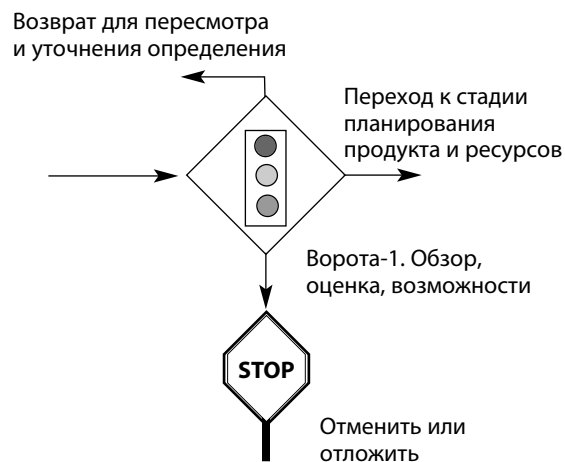 Возврат для пересмотра
и уточнения определения
Переход к стадии
планирования
продукта и ресурсов
Ворота-1. Обзор,
оценка, возможности
STOP
Отменить или
отложить